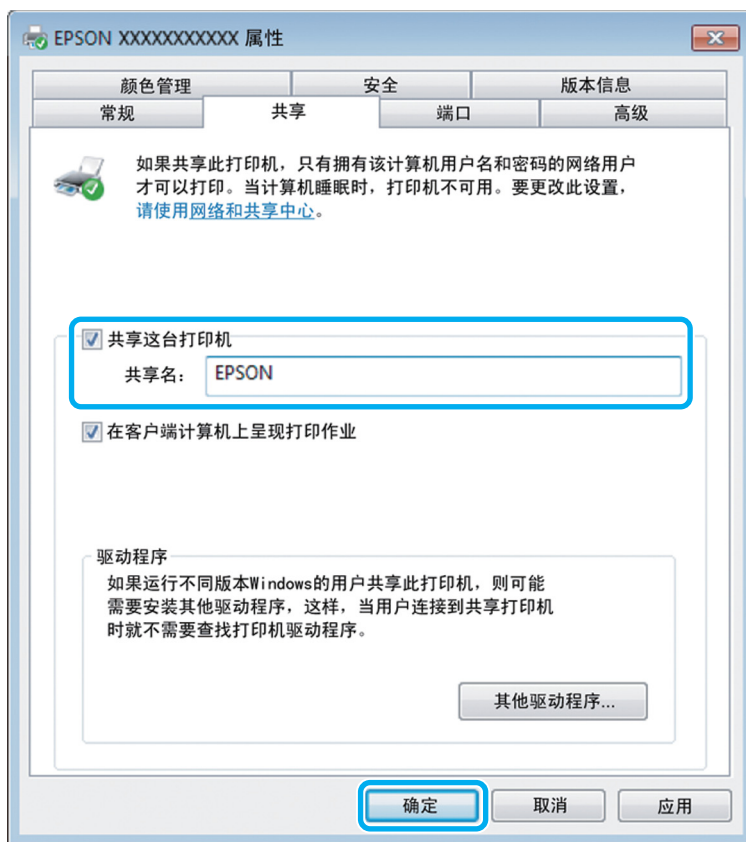 EPSON XXXXXXXXXXX 属性
颜色管理 安全 版本信息
常规 共享 端口 高级
如果共享此打印机，只有拥有该计算机用户名和密码的网络用户
才可以打印。当计算机睡眠时，打印机不可用。要更改此设置，
请使用网络和共享中心。
共享这台打印机
共享名： EPSON
在客户端计算机上呈现打印作业
驱动程序
如果运行不同版本Windows的用户共享此打印机，则可能
需要安装其他驱动程序，这样，当用户连接到共享打印机
时就不需要查找打印机驱动程序。
其他驱动程序...
确定 取消 应用